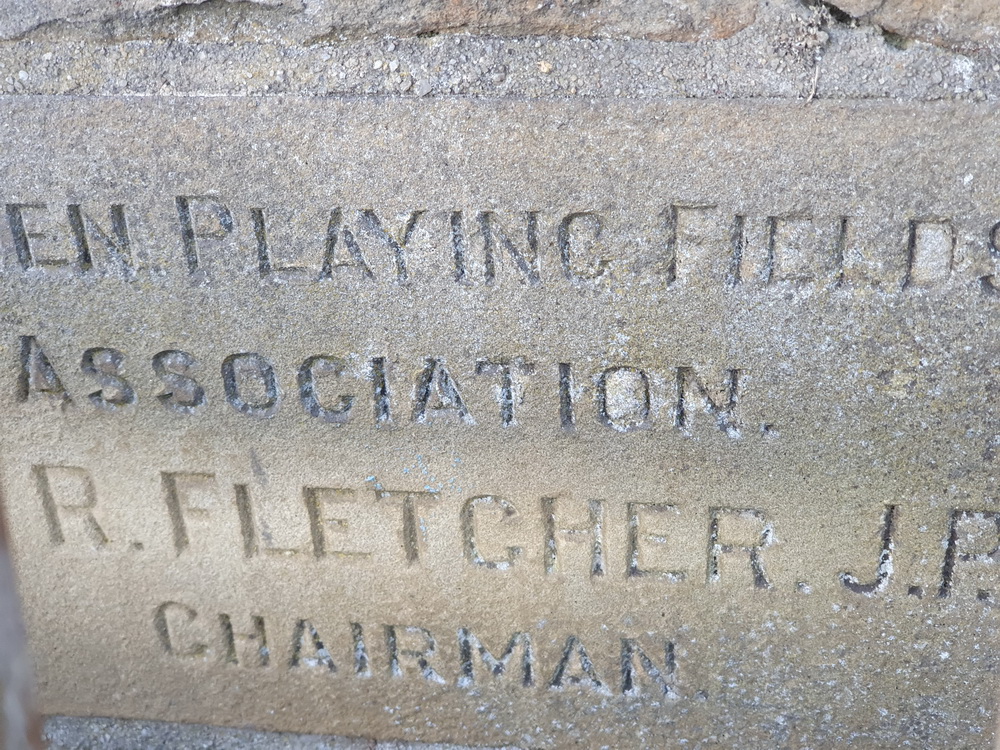 EN PLAYING FIELDS
ASSOCIATION.
R. FLETCHER. J.P.
CHAIRMAN.